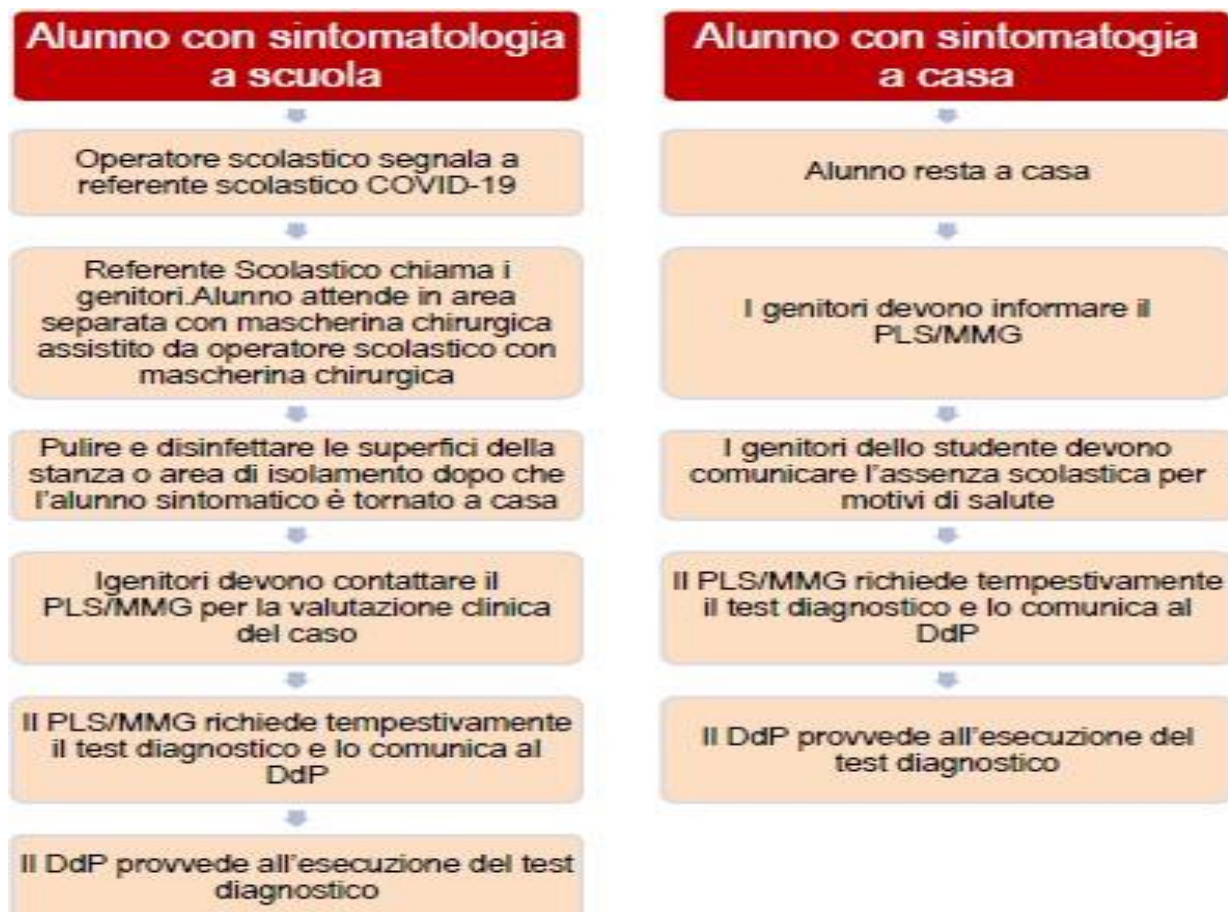 Alunno con sintomatologia
a scuola
Operatore scolastico segnala a
referente scolastico COVID-19
Referente Scolastico chiama i
genitori.Alunno attende in area
separata con mascherina chirurgica
assistito da operatore scolastico con
mascherina chirurgica
Pulire e disinfettare le superfici della
stanza o area di isolamento dopo che
l'alunno sintomatico è tornato a casa
Igenitori devono contattare il
PLS/MMG per la valutazione clinica
del caso
Il PLS/MMG richiede tempestivamente
il test diagnostico e lo comunica al
DdP
Il DdP provvede all'esecuzione del test
diagnostico
Alunno con sintomatogia
a casa
Alunno resta a casa
I genitori devono informare il
PLS/MMG
I genitori dello studente devono
comunicare l'assenza scolastica per
motivi di salute
Il PLS/MMG richiede tempestivamente
il test diagnostico e lo comunica al
DdP
Il DdP provvede all'esecuzione del
test diagnostico